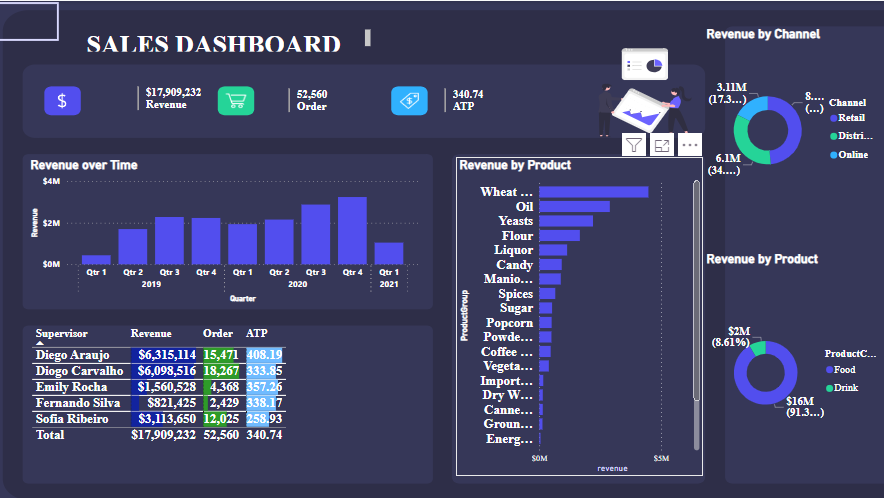 SALES DASHBOARD
$17,909,232
Revenue
52,560
Order
340.74
ATP
Revenue by Channel
3.11M
(17.3...)
8....
(...)
6.1M
(34....)
Channel
Retail
Distri...
Online
Revenue over Time
$4M
$2M
$0M
Revenue
Qtr 1 Qtr 2 Qtr 3 Qtr 4 Qtr 1 Qtr 2 Qtr 3 Qtr 4 Qtr 1
2019 2020 2021
Quarter
Revenue by Product
ProductGroup
Wheat ...
Oil
Yeasts
Flour
Liquor
Candy
Manio...
Spices
Sugar
Popcorn
Powde...
Coffee ...
Vegeta...
Import...
Dry W...
Canne...
Groun...
Energ...
$0M $5M
revenue
Revenue by Product
$2M
(8.61%)
$16M
(91.3...)
ProductC...
Food
Drink
Supervisor Revenue Order ATP
Diego Araujo $6,315,114 15,471 408.19
Diogo Carvalho $6,098,516 18,267 333.85
Emily Rocha $1,560,528 4,368 357.26
Fernando Silva $821,425 2,429 338.17
Sofia Ribeiro $3,113,650 12,025 258.93
Total $17,909,232 52,560 340.74